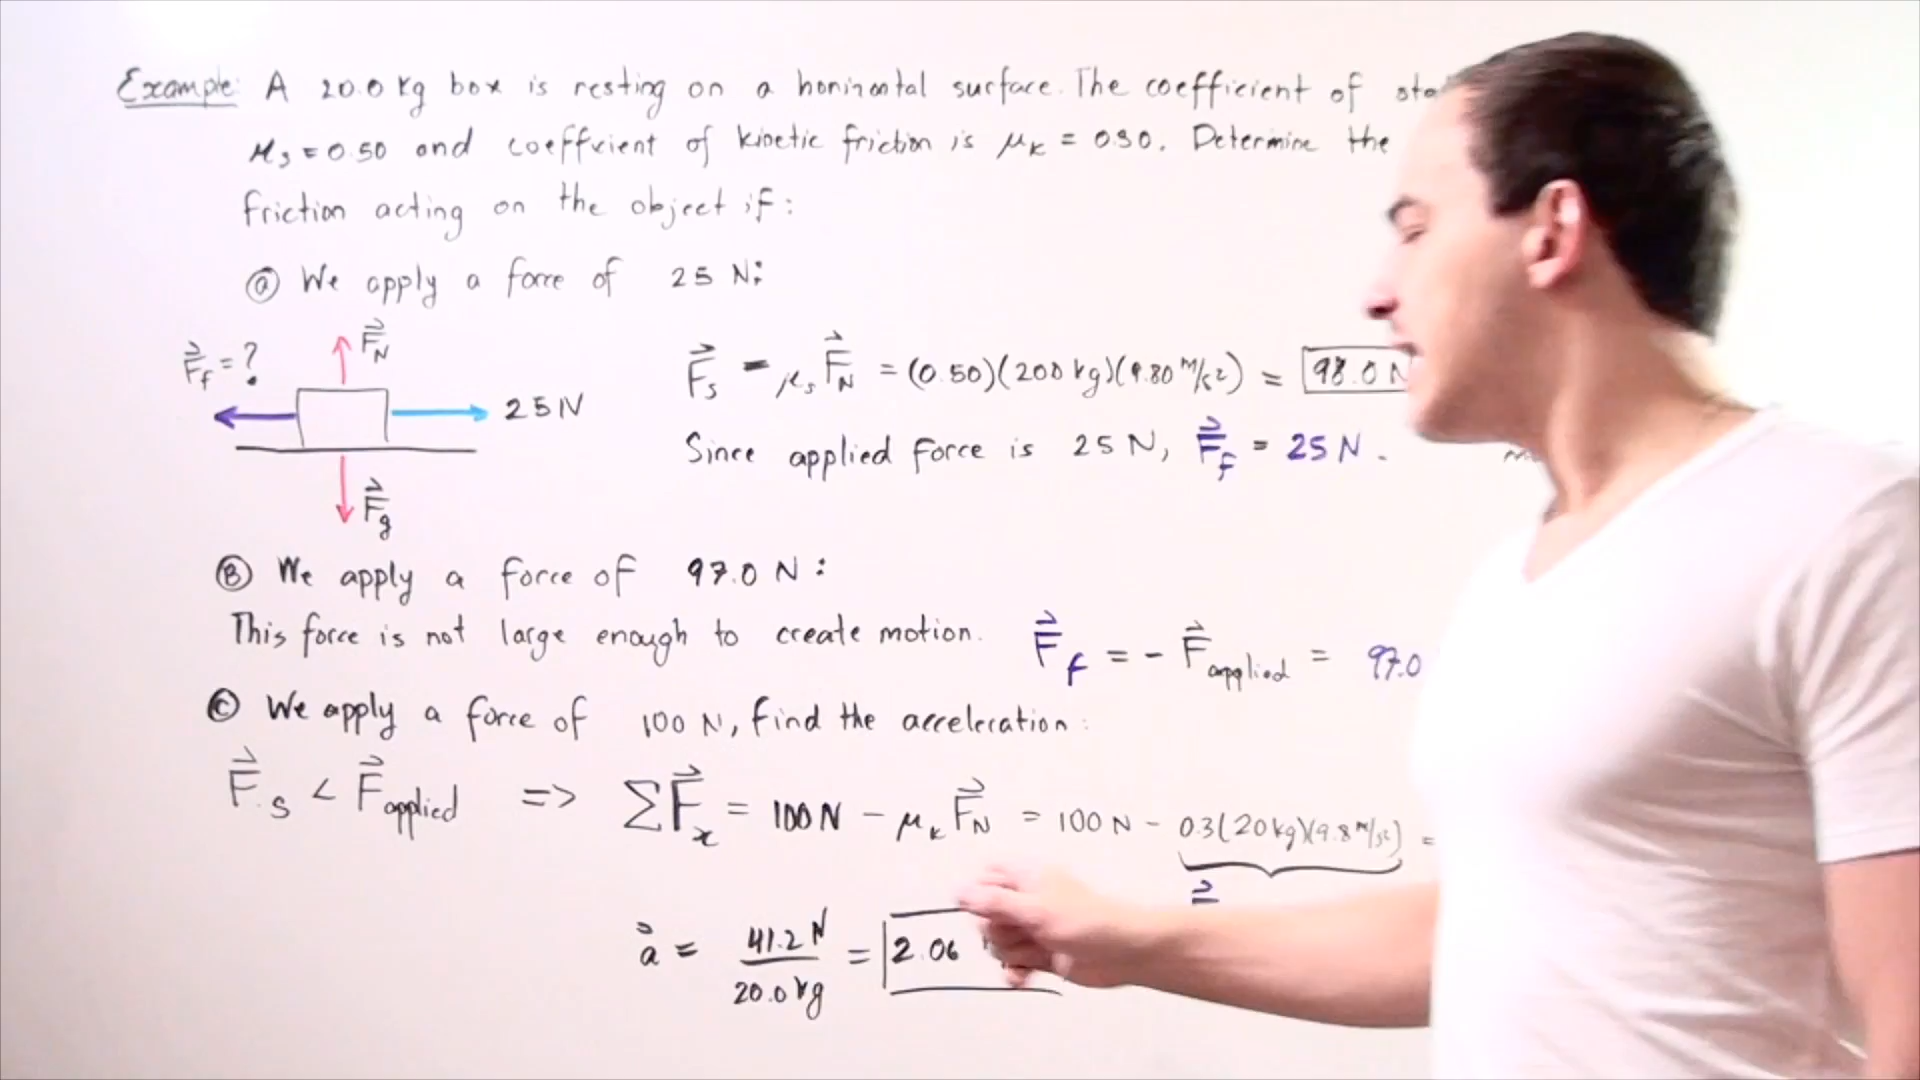 Example: A 20.0 kg box is resting on a horizontal surface. The coefficient of
μs = 0.50 and coefficient of kinetic friction is μK = 0.30. Determine the
friction acting on the object if:
Ⓐ We apply a force of 25 N:
F⃗f = ?
F⃗N
25 N
F⃗g
F⃗s = μs F⃗N = (0.50)(20.0 kg)(9.80 m/s²) = 98.0 N
Since applied force is 25 N, F⃗f = 25 N.
Ⓑ We apply a force of 97.0 N:
This force is not large enough to create motion. F⃗f = - F⃗applied = 97.0
Ⓒ We apply a force of 100 N, find the acceleration:
F⃗s < F⃗applied => ΣF⃗x = 100 N - μk F⃗N = 100 N - 0.3(20kg)(9.8 m/s²) =
a⃗ = 41.2 N / 20.0 kg = 2.06